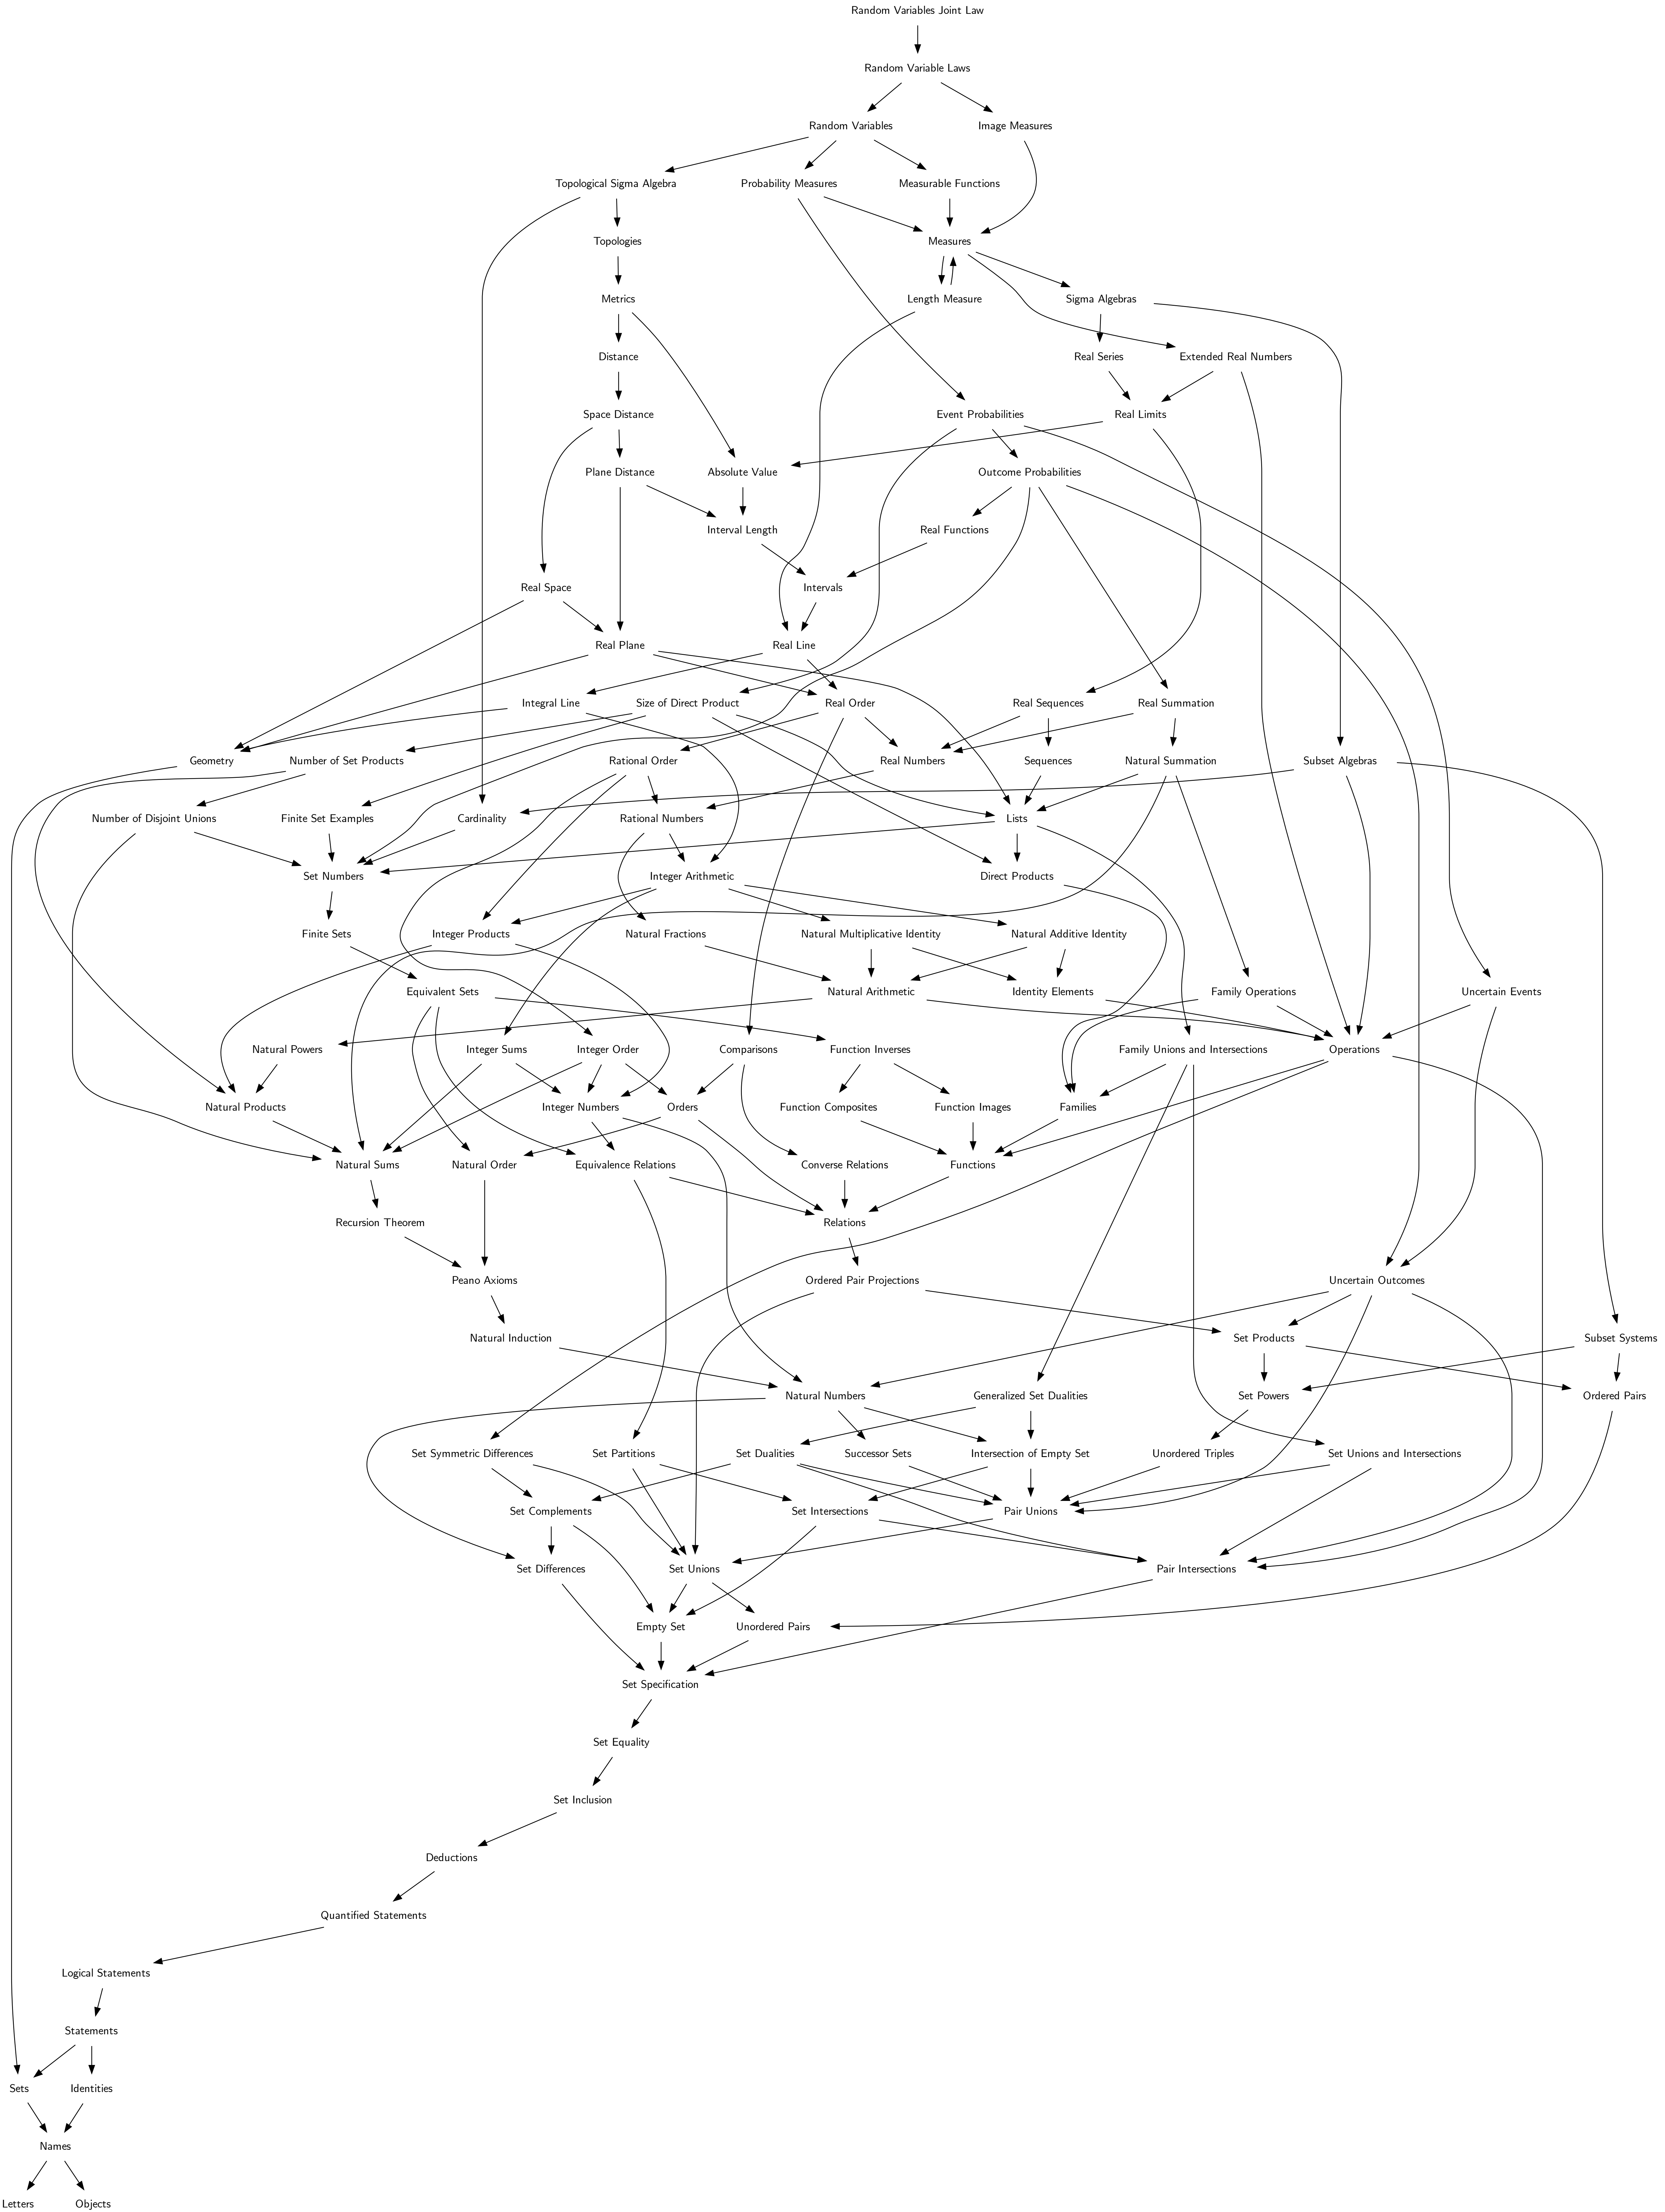 Random Variables Joint Law
Random Variable Laws
Random Variables
Image Measures
Topological Sigma Algebra
Probability Measures
Measurable Functions
Topologies
Measures
Metrics
Length Measure
Sigma Algebras
Distance
Real Series
Extended Real Numbers
Space Distance
Event Probabilities
Real Limits
Plane Distance
Absolute Value
Outcome Probabilities
Interval Length
Real Functions
Real Space
Intervals
Real Plane
Real Line
Integral Line
Size of Direct Product
Real Order
Real Sequences
Real Summation
Geometry
Number of Set Products
Rational Order
Real Numbers
Sequences
Natural Summation
Subset Algebras
Number of Disjoint Unions
Finite Set Examples
Cardinality
Rational Numbers
Lists
Set Numbers
Integer Arithmetic
Direct Products
Finite Sets
Integer Products
Natural Fractions
Natural Multiplicative Identity
Natural Additive Identity
Equivalent Sets
Natural Arithmetic
Identity Elements
Family Operations
Uncertain Events
Natural Powers
Integer Sums
Integer Order
Comparisons
Function Inverses
Family Unions and Intersections
Operations
Natural Products
Integer Numbers
Orders
Function Composites
Function Images
Families
Natural Sums
Natural Order
Equivalence Relations
Converse Relations
Functions
Recursion Theorem
Relations
Peano Axioms
Ordered Pair Projections
Uncertain Outcomes
Natural Induction
Set Products
Subset Systems
Natural Numbers
Generalized Set Dualities
Set Powers
Ordered Pairs
Set Symmetric Differences
Set Partitions
Set Dualities
Successor Sets
Intersection of Empty Set
Unordered Triples
Set Unions and Intersections
Set Complements
Set Intersections
Pair Unions
Set Differences
Set Unions
Pair Intersections
Empty Set
Unordered Pairs
Set Specification
Set Equality
Set Inclusion
Deductions
Quantified Statements
Logical Statements
Statements
Sets
Identities
Names
Letters
Objects